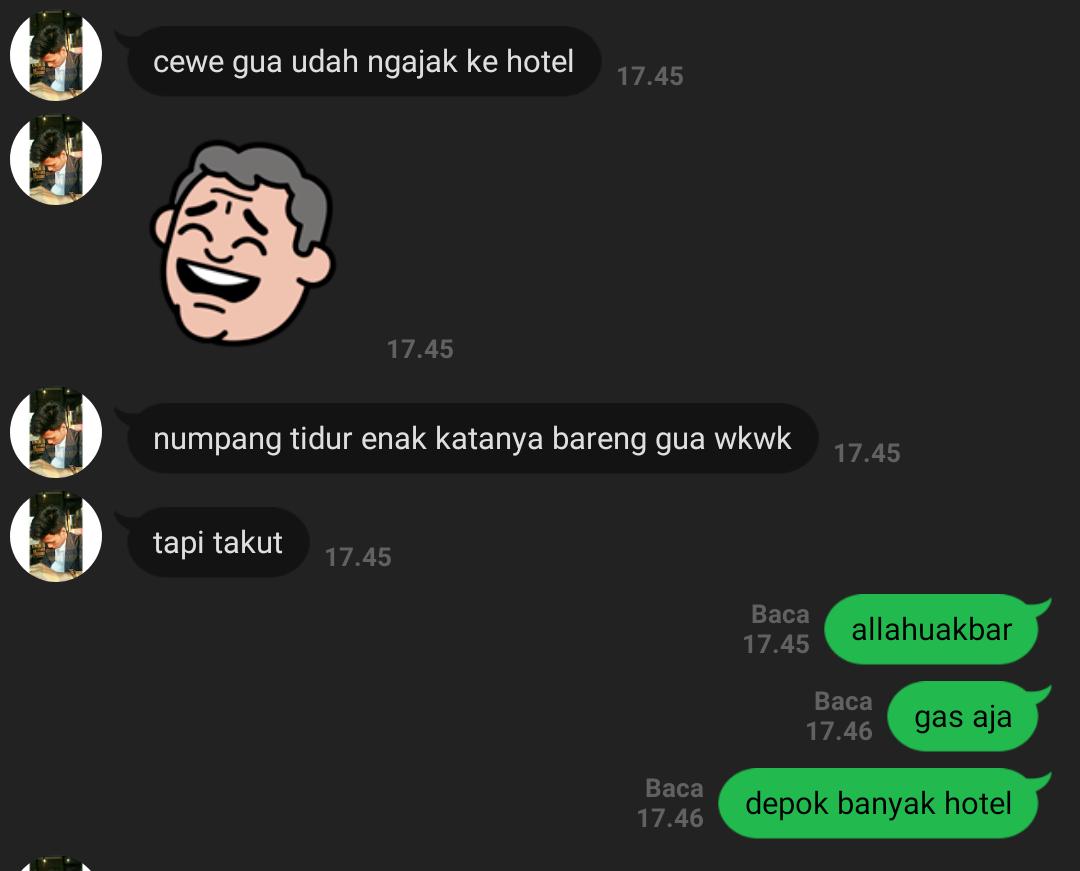 cewe gua udah ngajak ke hotel
17.45
17.45
numpang tidur enak katanya bareng gua wkwk
17.45
tapi takut
17.45
Baca
17.45
allahuakbar
Baca
17.46
gas aja
Baca
17.46
depok banyak hotel